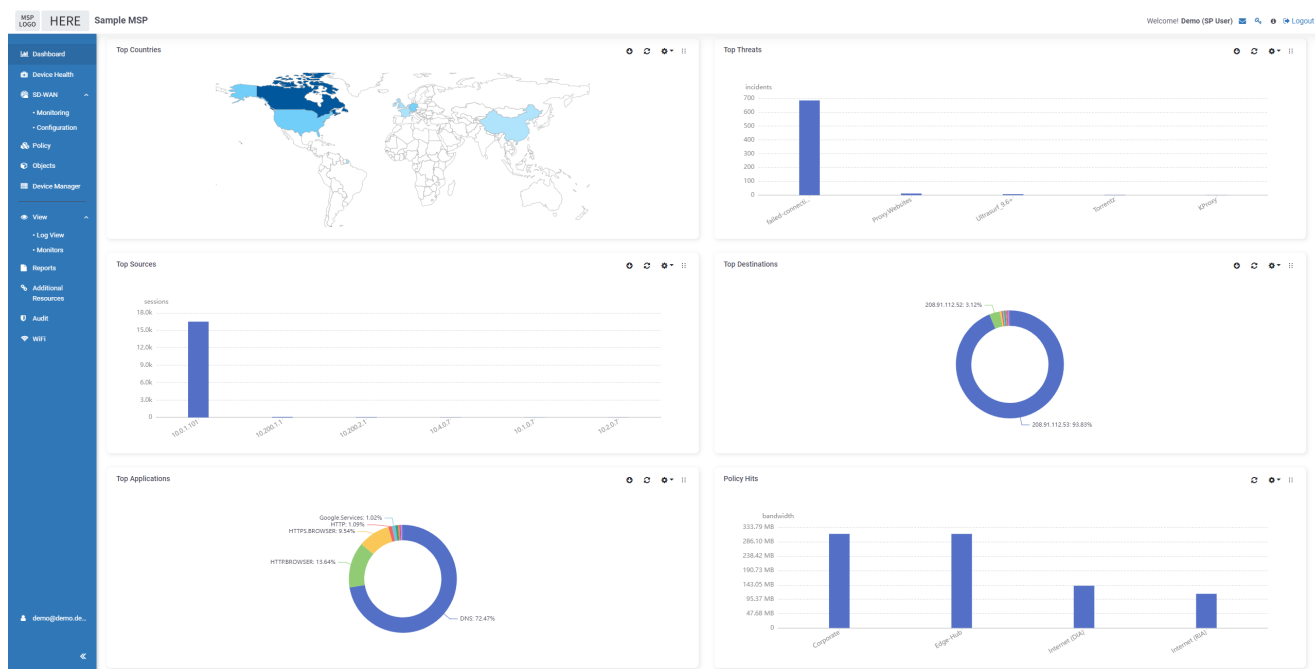 MSP LOGO HERE Sample MSP
Welcome! Demo (SP User) Logout
Dashboard
Device Health
SD-WAN
• Monitoring
• Configuration
Policy
Objects
Device Manager
View
• Log View
• Monitors
Reports
Additional
Resources
Audit
WiFi
demo@demo.de...
Top Countries
Top Threats
incidents
700
600
500
400
300
200
100
0
failed-connecti...
Proxy.Websites
Ultrasurf_9.6+
Torrentz
KProxy
Top Sources
sessions
18.0k
15.0k
12.0k
9.0k
6.0k
3.0k
0
10.0.1.101
10.200.1.1
10.200.2.1
10.4.0.7
10.1.0.7
10.2.0.7
Top Destinations
208.91.112.52: 3.12%
208.91.112.53: 93.83%
Top Applications
Google.Services: 1.02%
HTTP: 1.09%
HTTPS.BROWSER: 9.54%
HTTP.BROWSER: 13.64%
DNS: 72.47%
Policy Hits
bandwidth
333.79 MB
286.10 MB
238.42 MB
190.73 MB
143.05 MB
95.37 MB
47.68 MB
0
Corporate
Edge-Hub
Internet (DIA)
Internet (RIA)